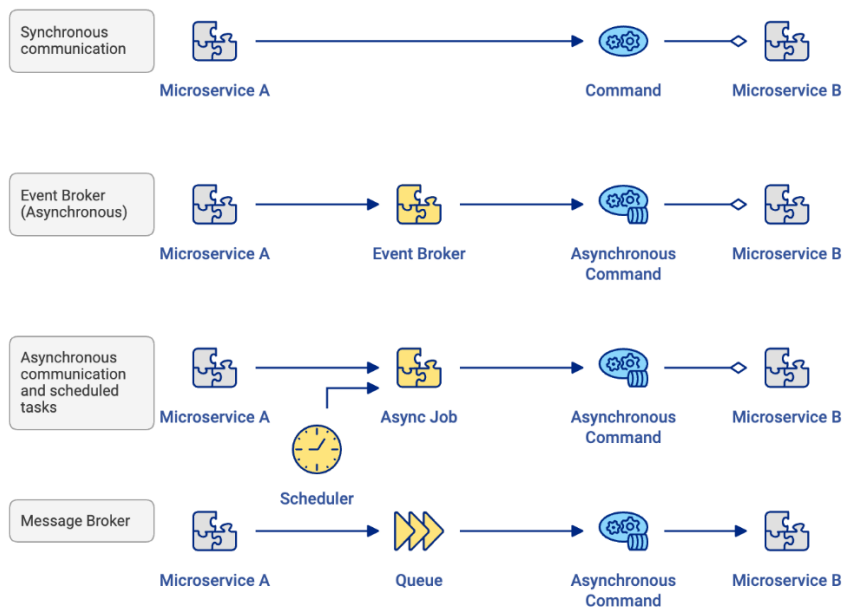 Synchronous
communication
Microservice A
Command
Microservice B
Event Broker
(Asynchronous)
Microservice A
Event Broker
Asynchronous
Command
Microservice B
Asynchronous
communication
and scheduled
tasks
Microservice A
Async Job
Asynchronous
Command
Microservice B
Scheduler
Message Broker
Microservice A
Queue
Asynchronous
Command
Microservice B